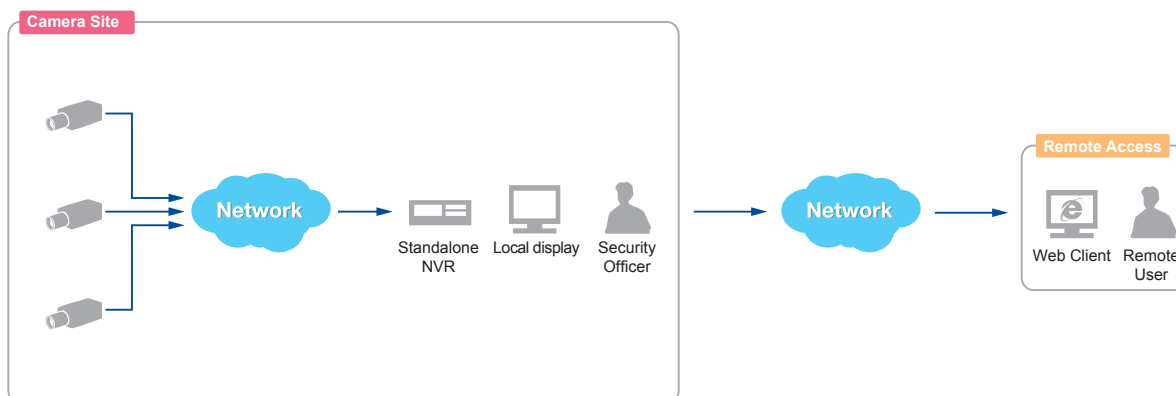 Camera Site
Remote Access
Network
Network
Standalone
NVR
Local display
Security
Officer
Web Client
Remote
User